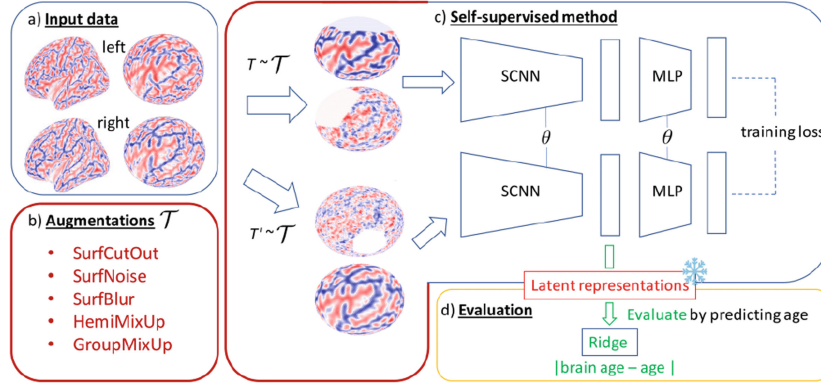 a) Input data
left
right
b) Augmentations 𝒯
• SurfCutOut
• SurfNoise
• SurfBlur
• HemiMixUp
• GroupMixUp
T ~ 𝒯
T' ~ 𝒯
c) Self-supervised method
SCNN
MLP
θ
θ
training loss
SCNN
MLP
Latent representations
d) Evaluation
Evaluate by predicting age
Ridge
|brain age – age |